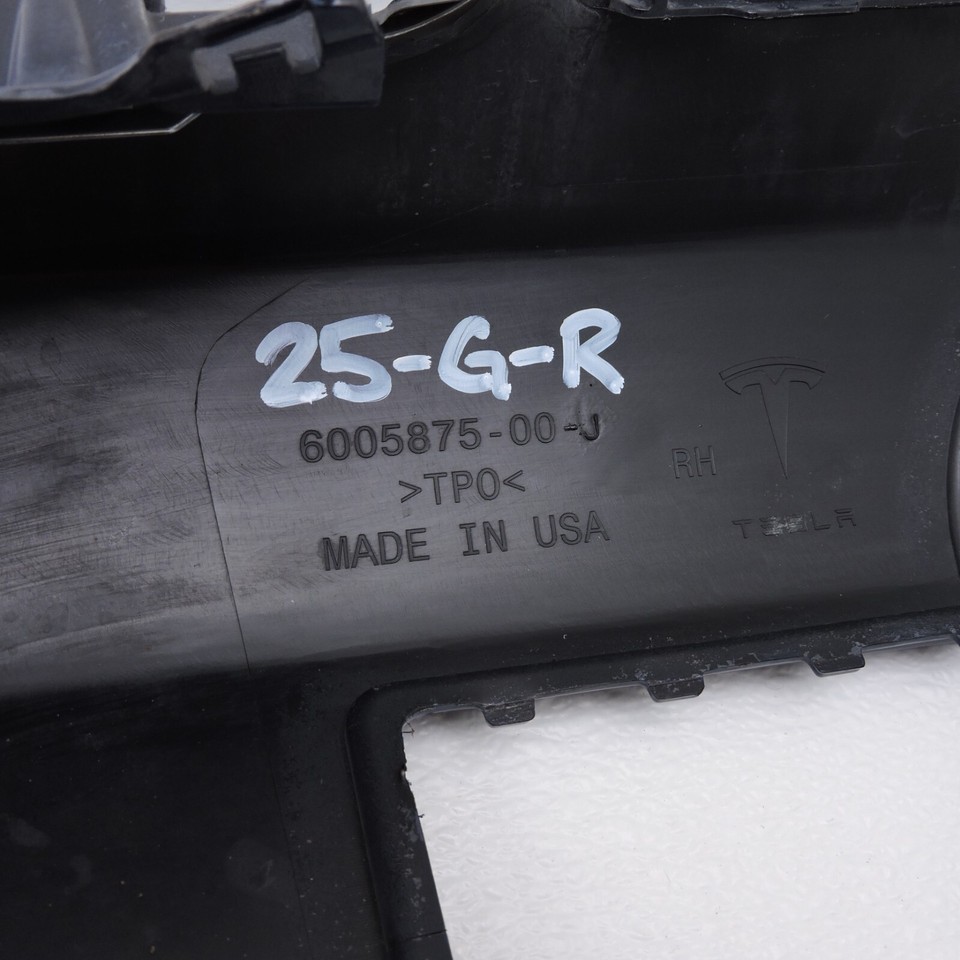 25-G-R
6005875-00-J
>TPO<
MADE IN USA
RH
TESLA